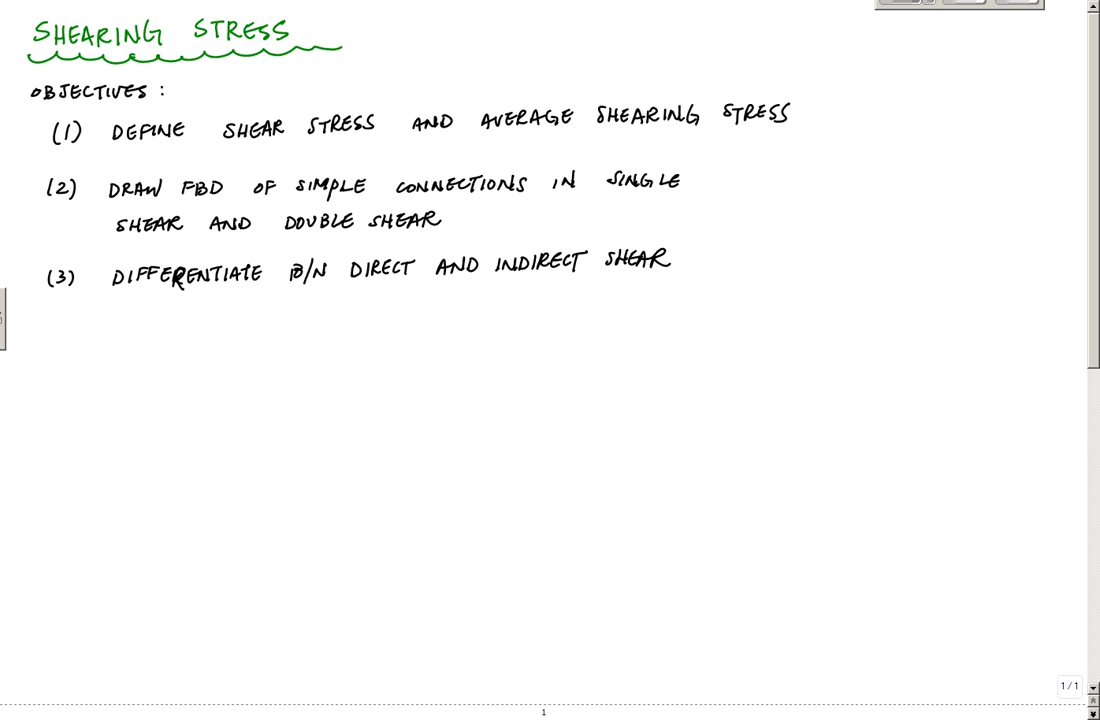 SHEARING STRESS
OBJECTIVES :
(1) DEFINE SHEAR STRESS AND AVERAGE SHEARING STRESS
(2) DRAW FBD OF SIMPLE CONNECTIONS IN SINGLE
SHEAR AND DOUBLE SHEAR
(3) DIFFERENTIATE B/N DIRECT AND INDIRECT SHEAR
1/1
1